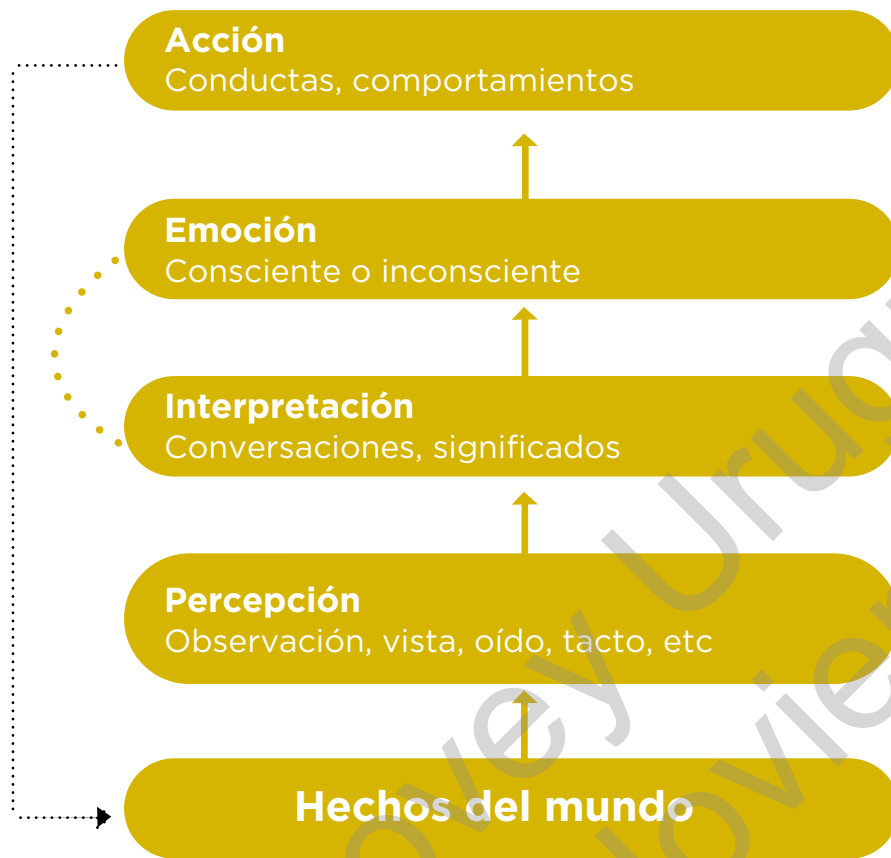 Acción
Conductas, comportamientos
Emoción
Consciente o inconsciente
Interpretación
Conversaciones, significados
Percepción
Observación, vista, oído, tacto, etc
Hechos del mundo